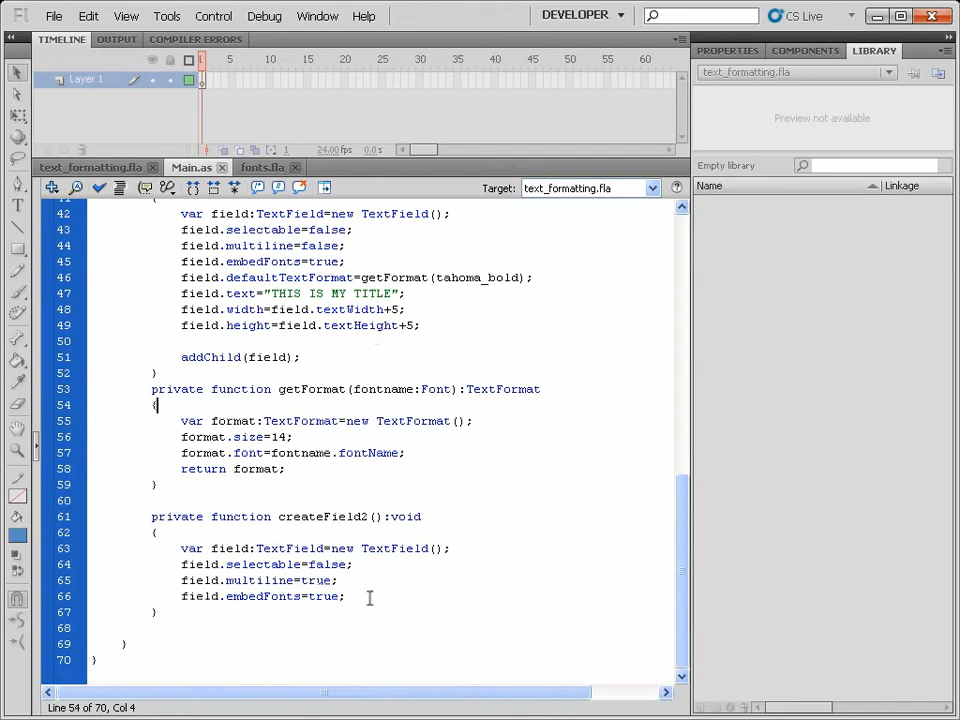 Fl File Edit View Tools Control Debug Window Help DEVELOPER CS Live
TIMELINE OUTPUT COMPILER ERRORS
1 5 10 15 20 25 30 35 40 45 50 55 60
Layer 1
1 24.00 fps 0.0 s
text_formatting.fla Main.as fonts.fla
Target: text_formatting.fla
41 {
42 var field:TextField=new TextField();
43 field.selectable=false;
44 field.multiline=false;
45 field.embedFonts=true;
46 field.defaultTextFormat=getFormat(tahoma_bold);
47 field.text="THIS IS MY TITLE";
48 field.width=field.textWidth+5;
49 field.height=field.textHeight+5;
50
51 addChild(field);
52 }
53 private function getFormat(fontname:Font):TextFormat
54 {
55 var format:TextFormat=new TextFormat();
56 format.size=14;
57 format.font=fontname.fontName;
58 return format;
59 }
60
61 private function createField2():void
62 {
63 var field:TextField=new TextField();
64 field.selectable=false;
65 field.multiline=true;
66 field.embedFonts=true;
67 }
68
69 }
70 }
Line 54 of 70, Col 4
PROPERTIES COMPONENTS LIBRARY
text_formatting.fla
Preview not available
Empty library
Name Linkage